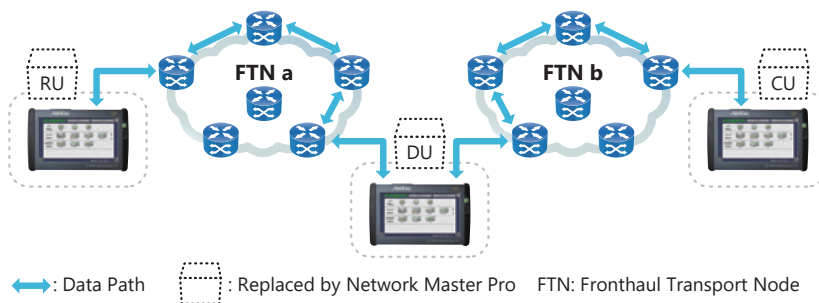 RU
FTN a
FTN b
CU
DU
: Data Path
: Replaced by Network Master Pro
FTN: Fronthaul Transport Node